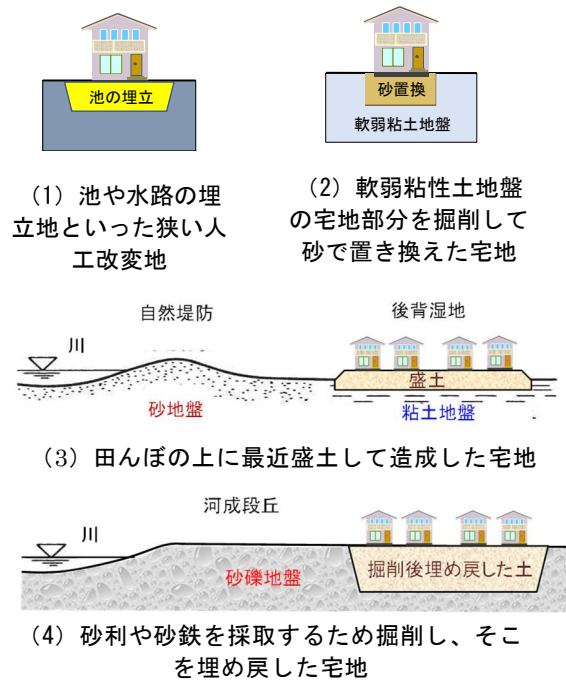 池の埋立
砂置換
軟弱粘土地盤
(1) 池や水路の埋
立地といった狭い人
工改変地
(2) 軟弱粘性土地盤
の宅地部分を掘削して
砂で置き換えた宅地
自然堤防
後背湿地
川
盛土
砂地盤
粘土地盤
(3) 田んぼの上に最近盛土して造成した宅地
河成段丘
川
砂礫地盤
掘削後埋め戻した土
(4) 砂利や砂鉄を採取するため掘削し、そこ
を埋め戻した宅地